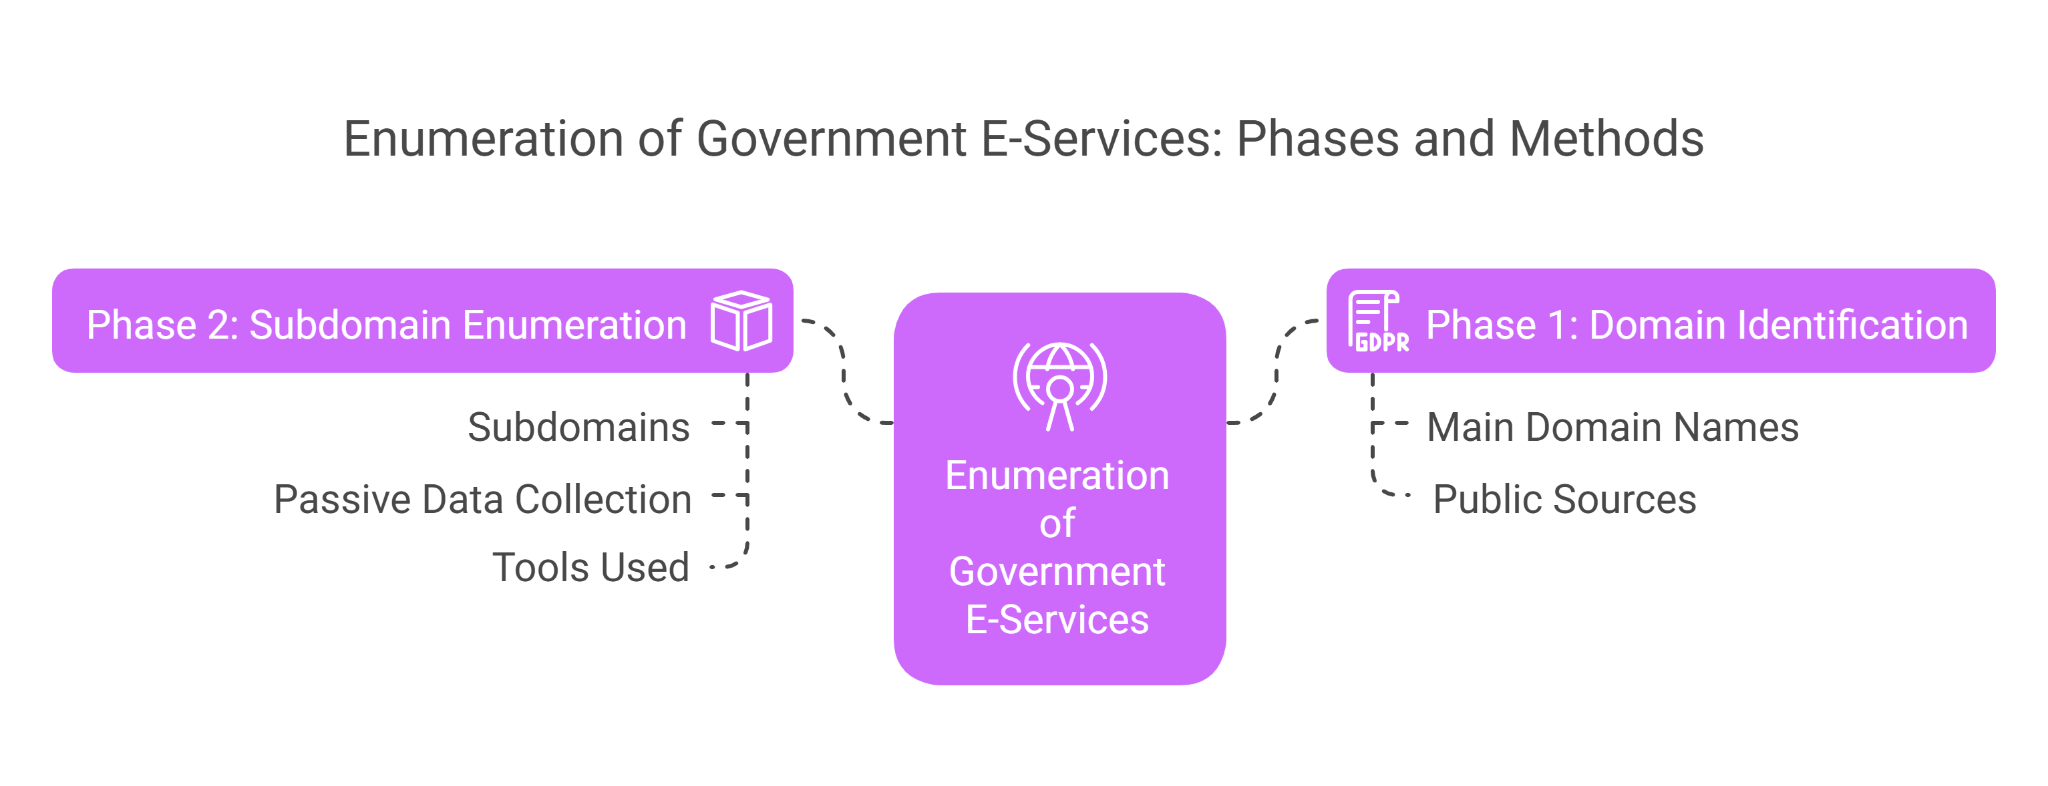 Enumeration of Government E-Services: Phases and Methods
Phase 2: Subdomain Enumeration
Subdomains
Passive Data Collection
Tools Used
Enumeration
of
Government
E-Services
GDPR
Phase 1: Domain Identification
Main Domain Names
Public Sources